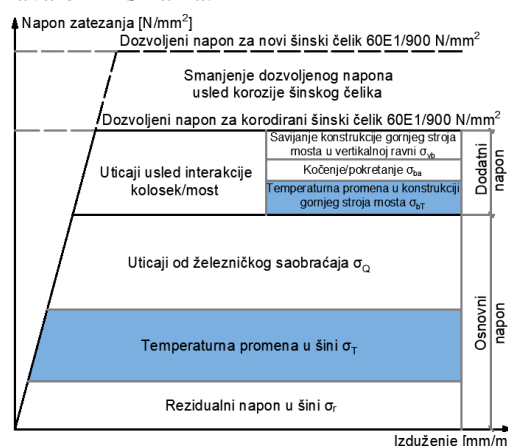 Napon zatezanja [N/mm²]
Dozvoljeni napon za novi šinski čelik 60E1/900 N/mm²
Smanjenje dozvoljenog napona
usled korozije šinskog čelika
Dozvoljeni napon za korodirani šinski čelik 60E1/900 N/mm²
Uticaji usled interakcije
kolosek/most
Savijanje konstrukcije gornjeg stroja
mosta u vertikalnoj ravni σvb
Kočenje/pokretanje σba
Temperaturna promena u konstrukciji
gornjeg stroja mosta σbT
Dodatni
napon
Uticaji od železničkog saobraćaja σQ
Temperaturna promena u šini σT
Rezidualni napon u šini σr
Osnovni
napon
Izduženje [mm/m